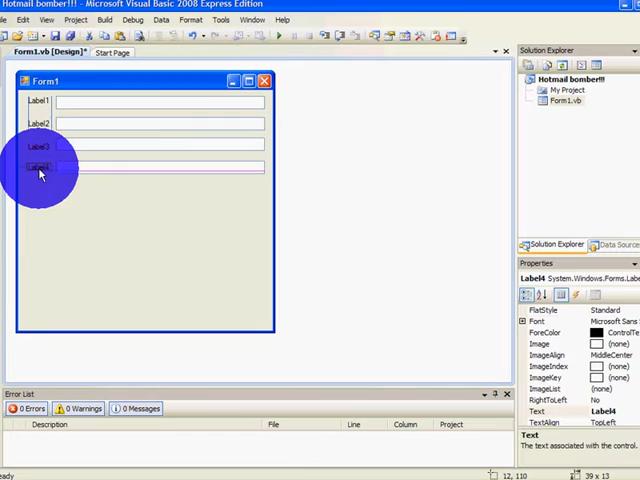 Hotmail bomber!!! - Microsoft Visual Basic 2008 Express Edition
File Edit View Project Build Debug Data Format Tools Window Help
Form1.vb [Design]* Start Page
Form1
Label1
Label2
Label3
Label4
Solution Explorer
Hotmail bomber!!!
My Project
Form1.vb
Solution Explorer Data Source
Properties
Label4 System.Windows.Forms.Labe
FlatStyle Standard
Font Microsoft Sans
ForeColor ControlTe
Image (none)
ImageAlign MiddleCenter
ImageIndex (none)
ImageKey (none)
ImageList (none)
RightToLeft No
Text Label4
TextAlign TopLeft
Text
The text associated with the control.
Error List
0 Errors 0 Warnings 0 Messages
Description File Line Column Project
eady 12, 110 39 x 13